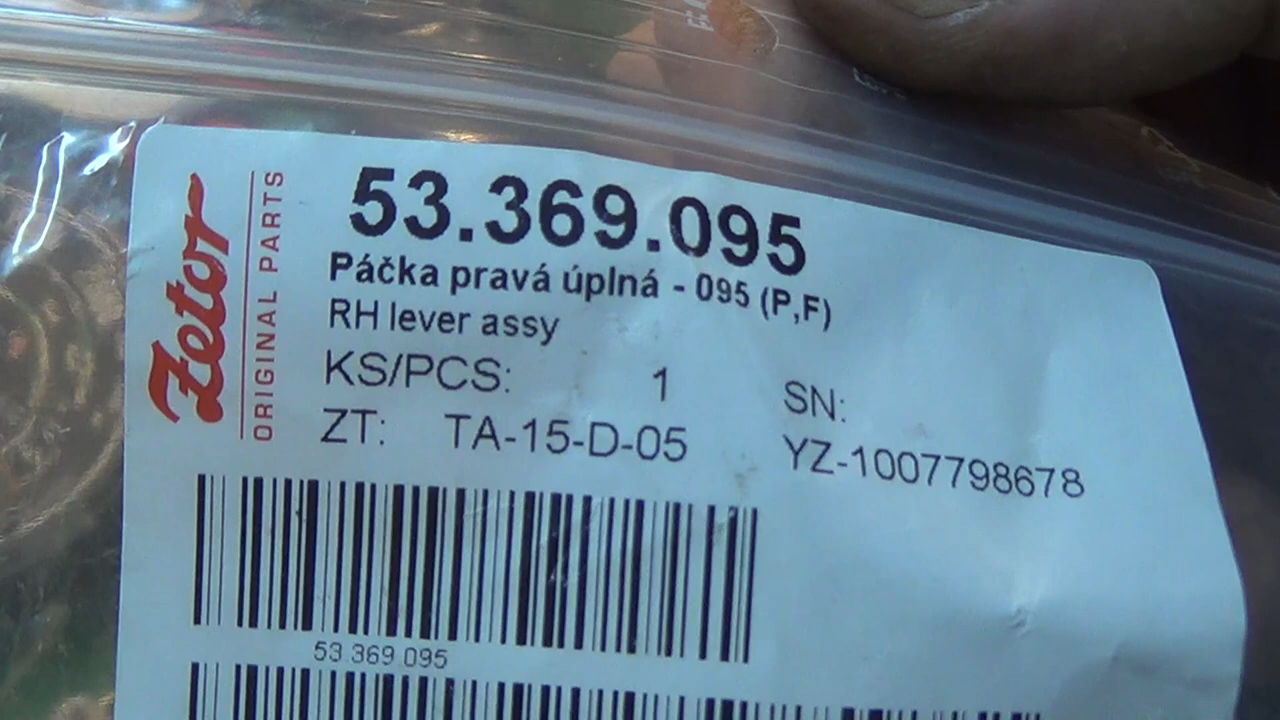 Zetor
ORIGINAL PARTS
53.369.095
Páčka pravá úplná - 095 (P,F)
RH lever assy
KS/PCS: 1 SN:
ZT: TA-15-D-05 YZ-1007798678
53 369 095